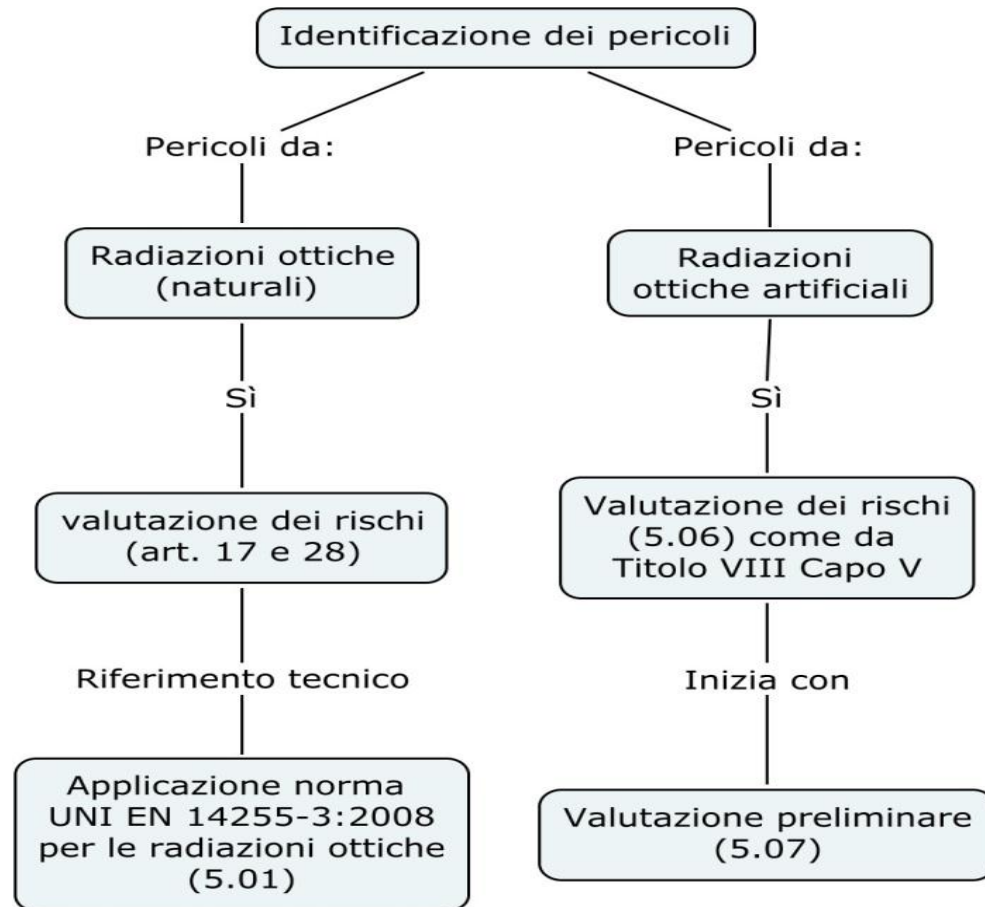 Identificazione dei pericoli
Pericoli da:
Pericoli da:
Radiazioni ottiche
(naturali)
Radiazioni
ottiche artificiali
Sì
Sì
valutazione dei rischi
(art. 17 e 28)
Valutazione dei rischi
(5.06) come da
Titolo VIII Capo V
Riferimento tecnico
Inizia con
Applicazione norma
UNI EN 14255-3:2008
per le radiazioni ottiche
(5.01)
Valutazione preliminare
(5.07)